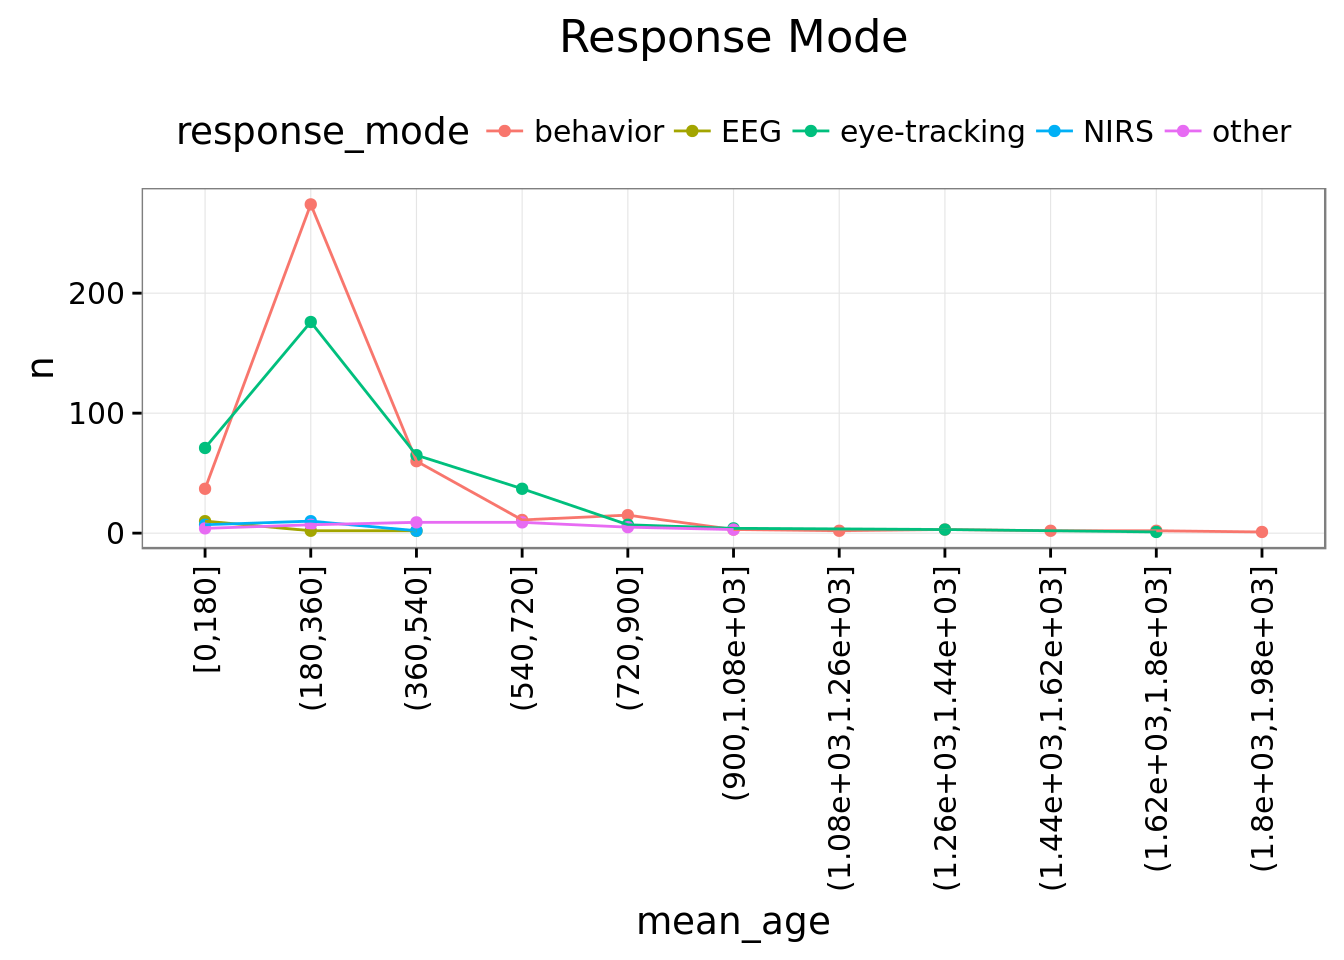 Response Mode
response_mode behavior EEG eye-tracking NIRS other
200
100
0
n
[0,180]
(180,360]
(360,540]
(540,720]
(720,900]
(900,1.08e+03]
(1.08e+03,1.26e+03]
(1.26e+03,1.44e+03]
(1.44e+03,1.62e+03]
(1.62e+03,1.8e+03]
(1.8e+03,1.98e+03]
mean_age